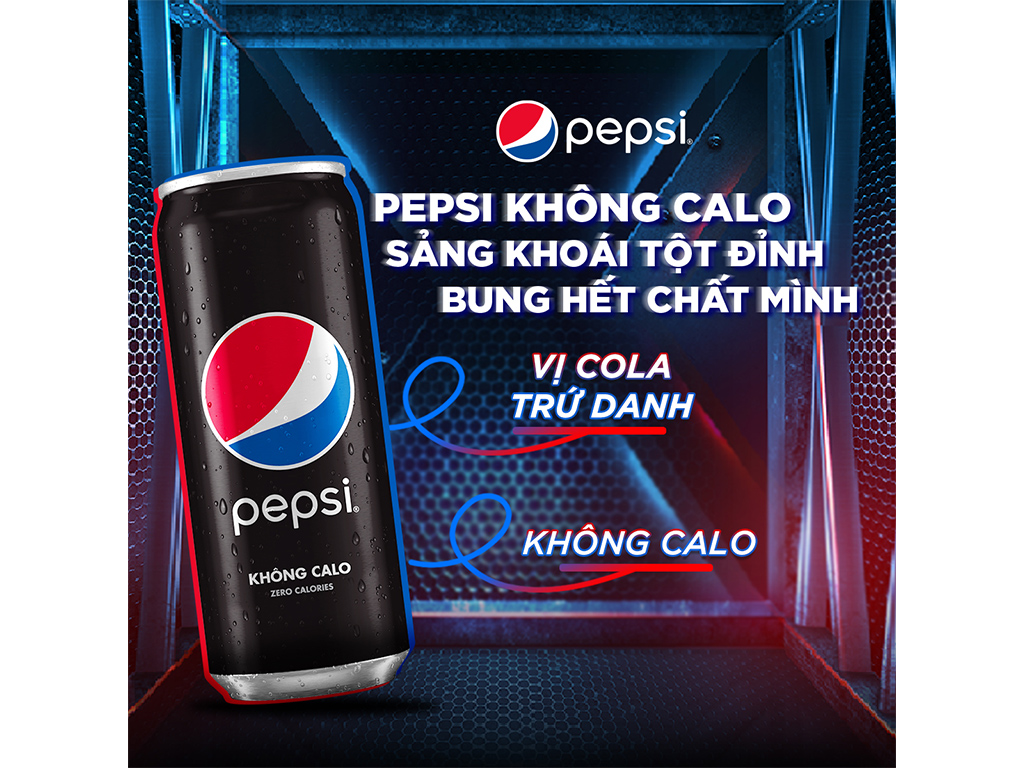 pepsi
PEPSI KHÔNG CALO
SẢNG KHOÁI TỘT ĐỈNH
BUNG HẾT CHẤT MÌNH
VỊ COLA
TRỨ DANH
KHÔNG CALO
pepsi
KHÔNG CALO
ZERO CALORIES